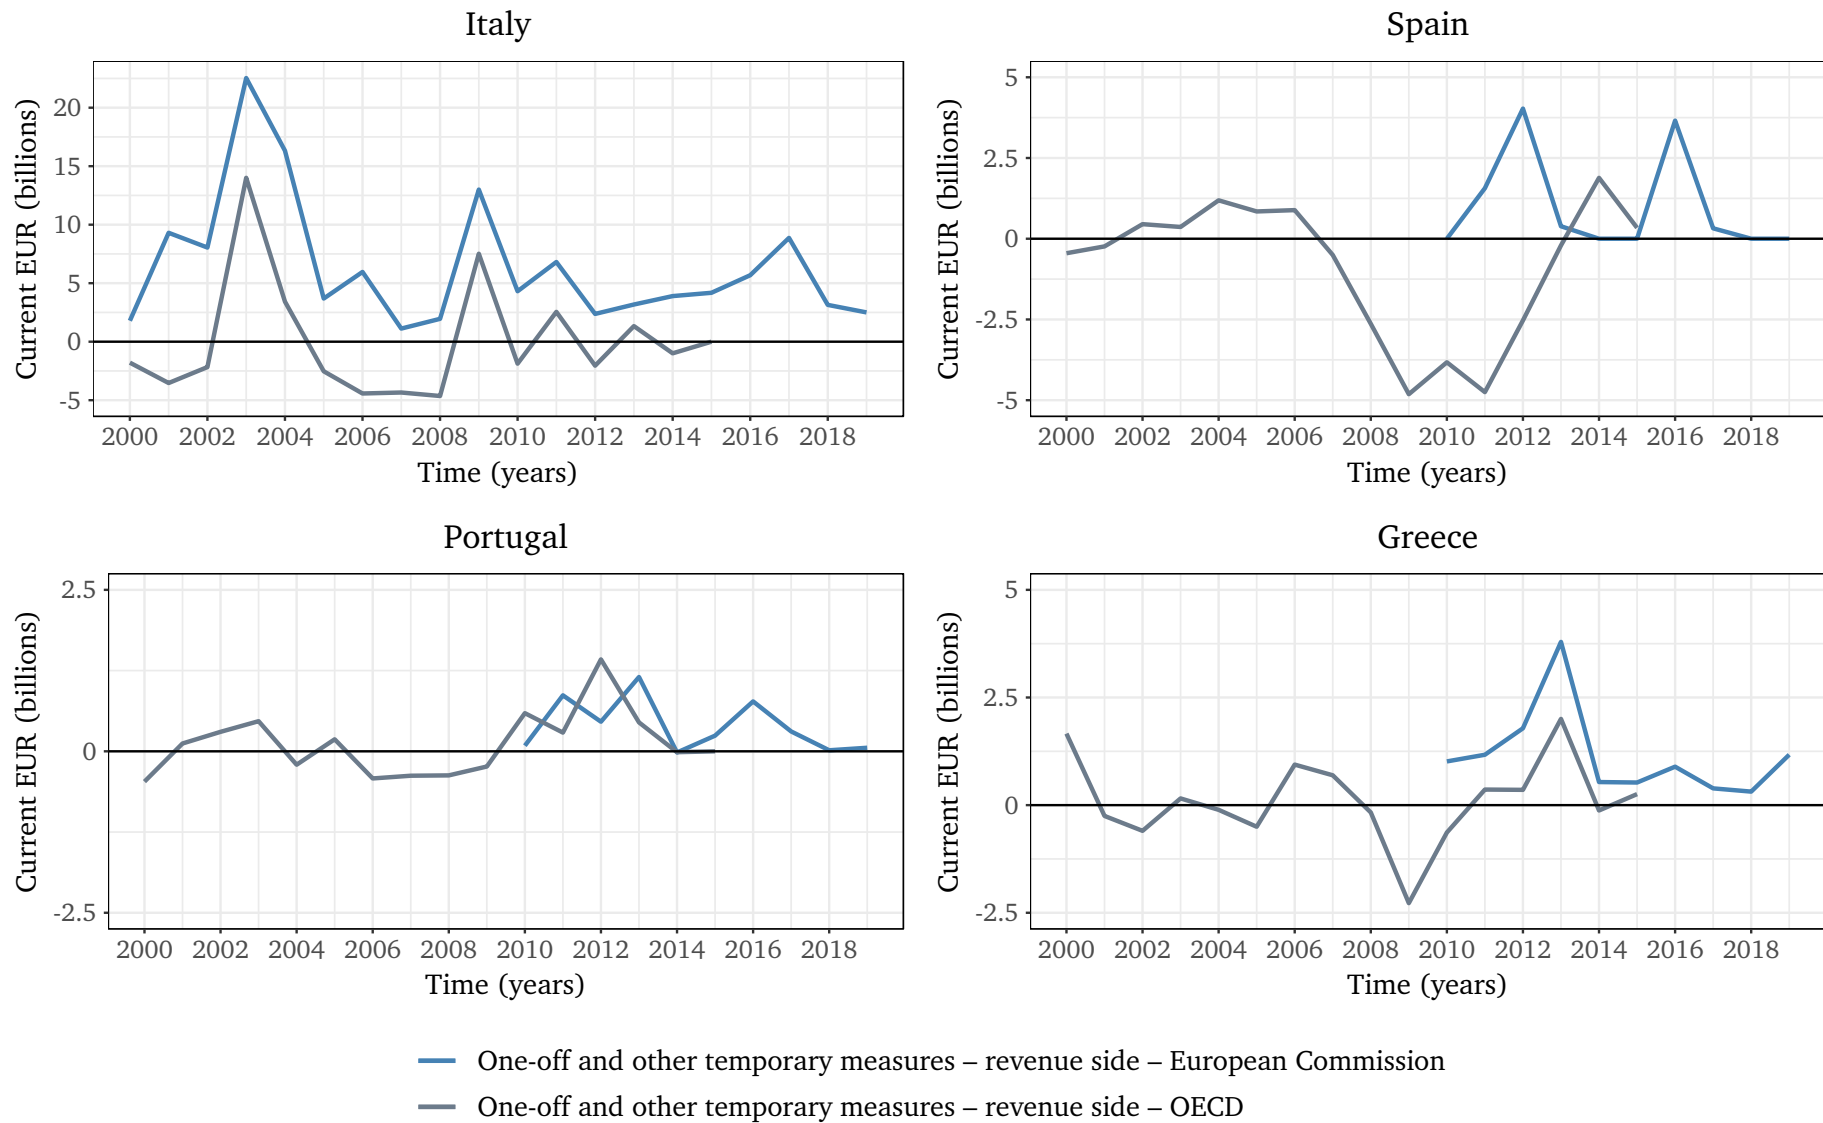 Italy
Current EUR (billions)
20
15
10
5
0
-5
2000 2002 2004 2006 2008 2010 2012 2014 2016 2018
Time (years)
Spain
Current EUR (billions)
5
2.5
0
-2.5
-5
2000 2002 2004 2006 2008 2010 2012 2014 2016 2018
Time (years)
Portugal
Current EUR (billions)
2.5
0
-2.5
2000 2002 2004 2006 2008 2010 2012 2014 2016 2018
Time (years)
Greece
Current EUR (billions)
5
2.5
0
-2.5
2000 2002 2004 2006 2008 2010 2012 2014 2016 2018
Time (years)
One-off and other temporary measures – revenue side – European Commission
One-off and other temporary measures – revenue side – OECD